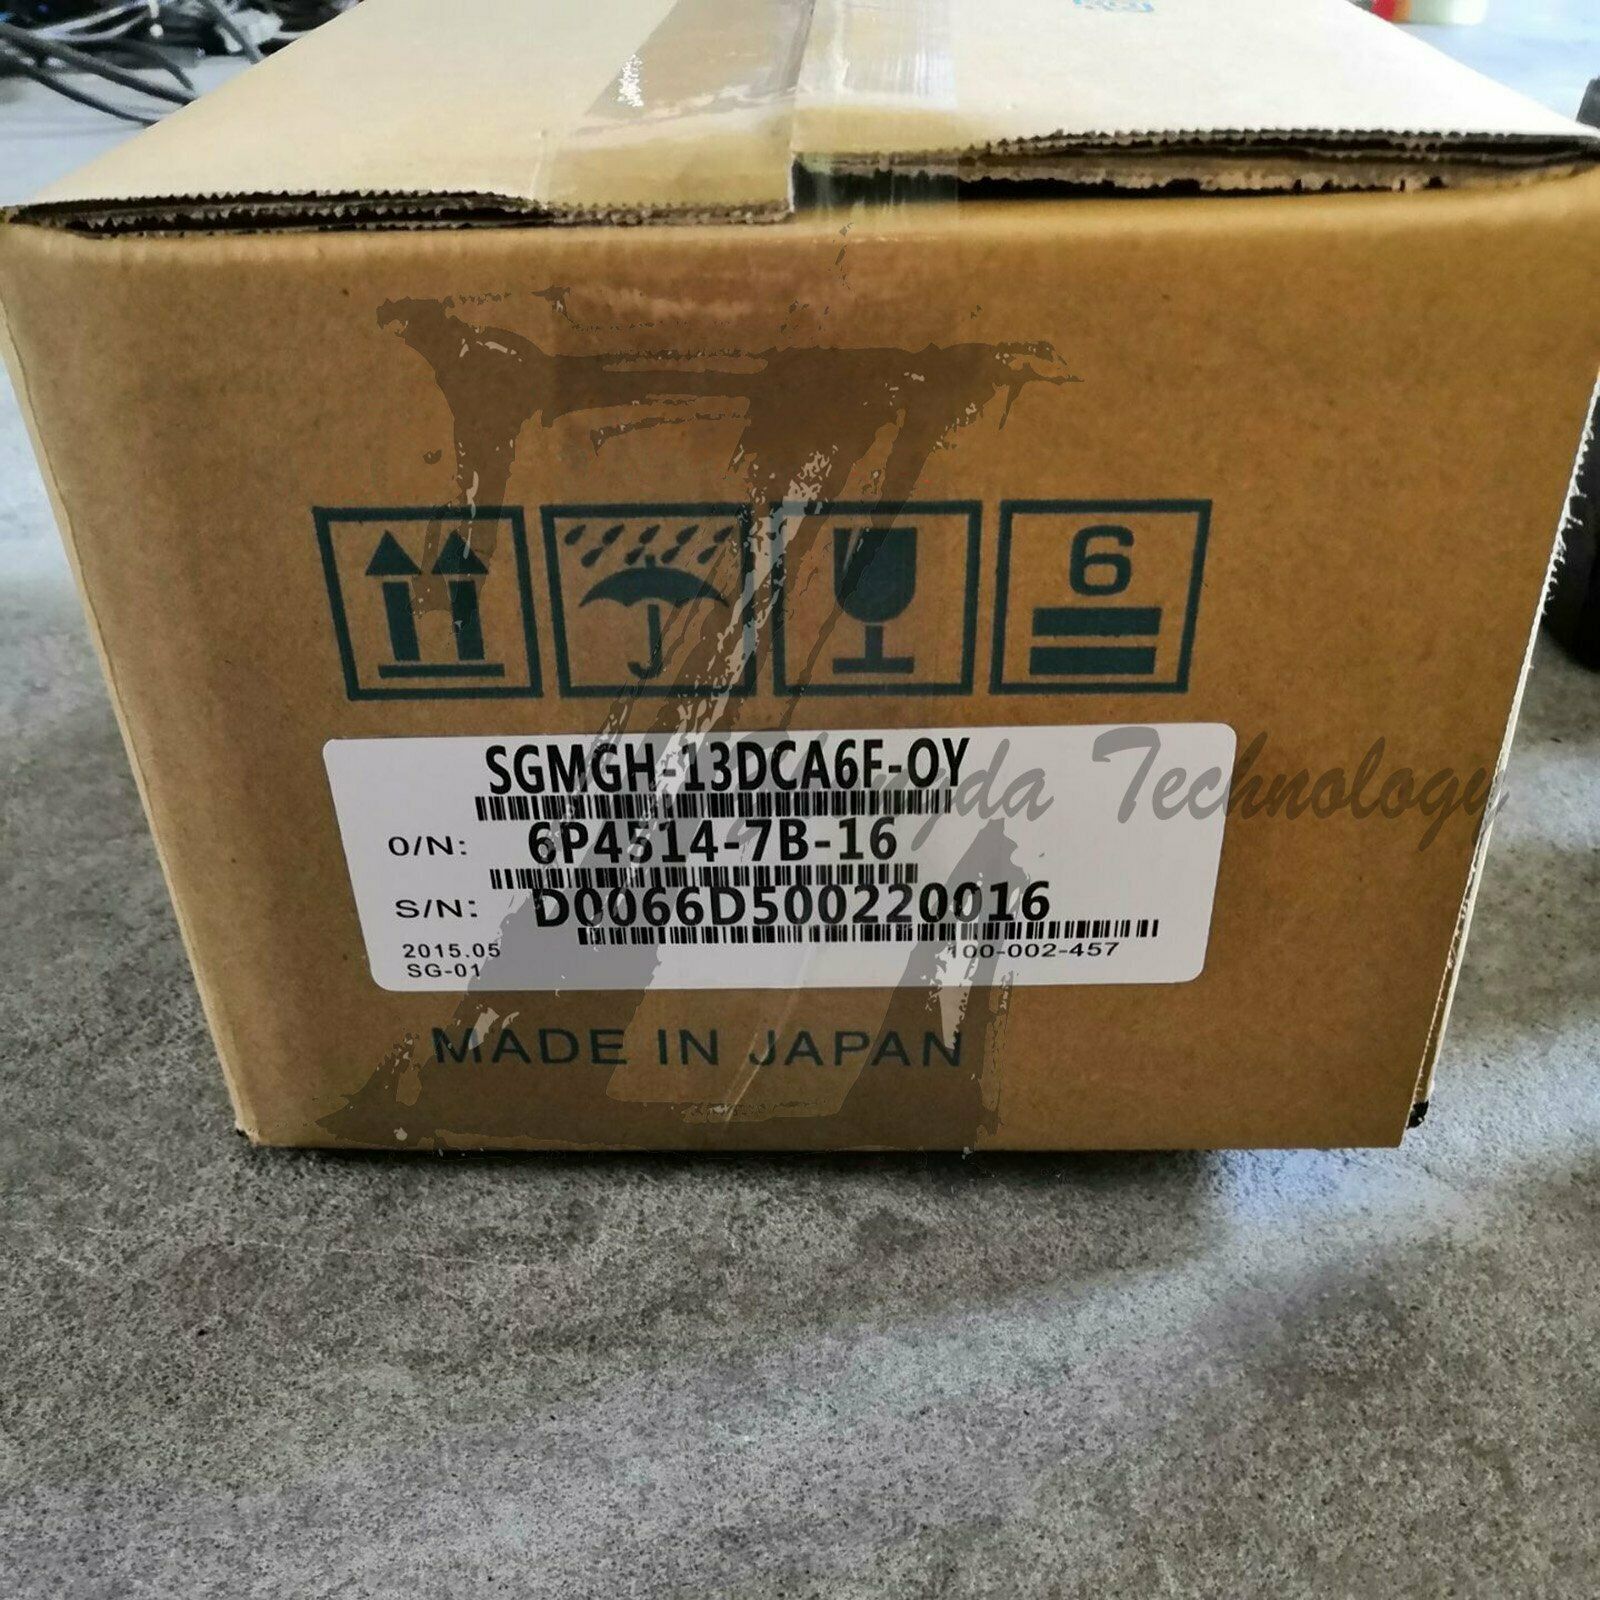 6
SGMGH-13DCA6F-OY
Technology
O/N: 6P4514-7B-16
S/N: D0066D500220016
2015.05 100-002-457
SG-01
MADE IN JAPAN